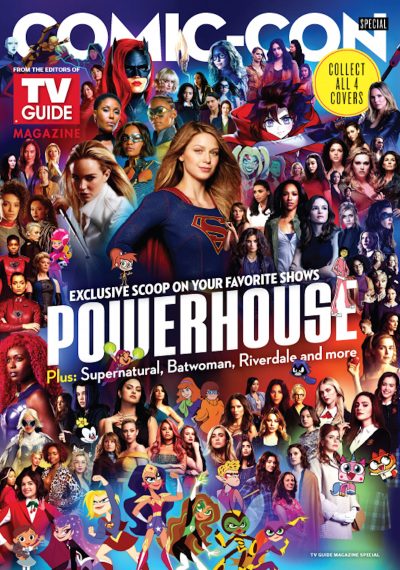 COMIC-CON
SPECIAL
FROM THE EDITORS OF
TV
GUIDE
MAGAZINE
COLLECT
ALL 4
COVERS
EXCLUSIVE SCOOP ON YOUR FAVORITE SHOWS
POWERHOUSE
Plus: Supernatural, Batwoman, Riverdale and more
TV GUIDE MAGAZINE SPECIAL